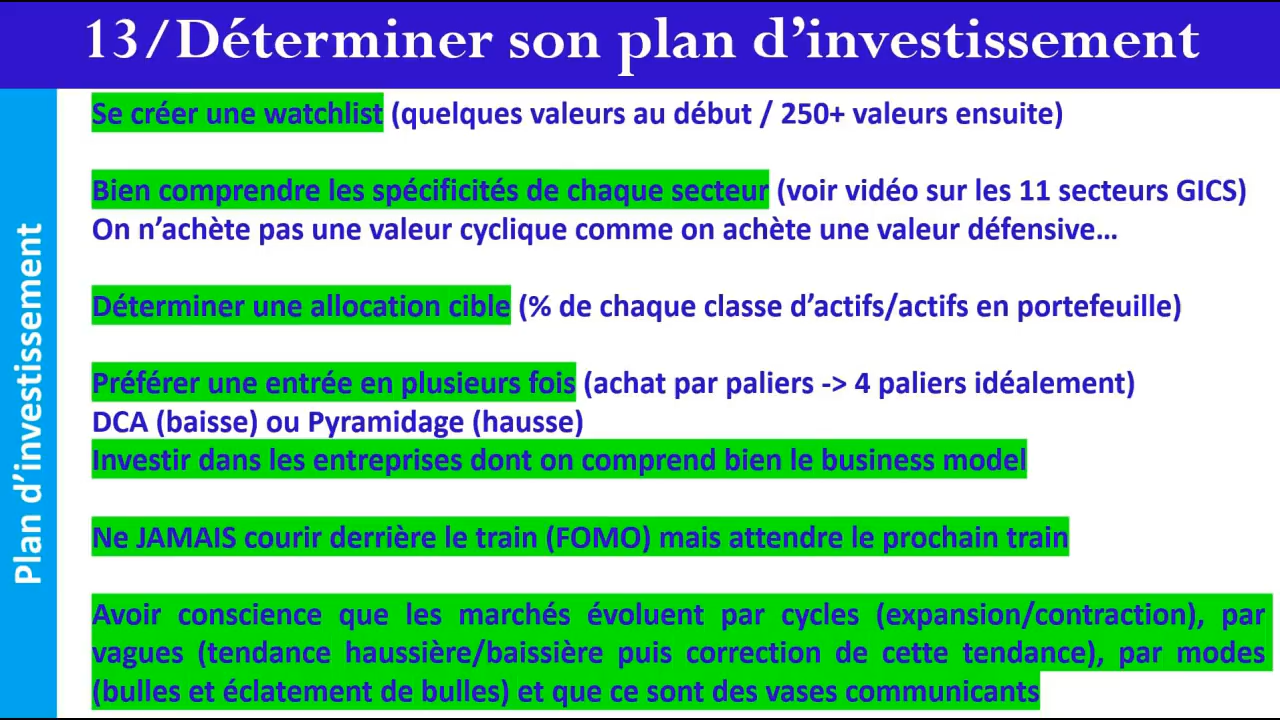 13/Déterminer son plan d’investissement
Plan d’investissement
Se créer une watchlist (quelques valeurs au début / 250+ valeurs ensuite)
Bien comprendre les spécificités de chaque secteur (voir vidéo sur les 11 secteurs GICS)
On n’achète pas une valeur cyclique comme on achète une valeur défensive…
Déterminer une allocation cible (% de chaque classe d’actifs/actifs en portefeuille)
Préférer une entrée en plusieurs fois (achat par paliers -> 4 paliers idéalement)
DCA (baisse) ou Pyramidage (hausse)
Investir dans les entreprises dont on comprend bien le business model
Ne JAMAIS courir derrière le train (FOMO) mais attendre le prochain train
Avoir conscience que les marchés évoluent par cycles (expansion/contraction), par
vagues (tendance haussière/baissière puis correction de cette tendance), par modes
(bulles et éclatement de bulles) et que ce sont des vases communicants